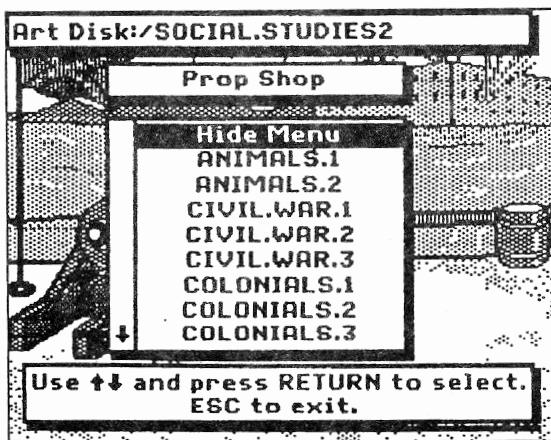 Art Disk:/SOCIAL.STUDIES2
Prop Shop
Hide Menu
ANIMALS.1
ANIMALS.2
CIVIL.WAR.1
CIVIL.WAR.2
CIVIL.WAR.3
COLONIALS.1
COLONIALS.2
COLONIALS.3
Use ↑↓ and press RETURN to select.
ESC to exit.